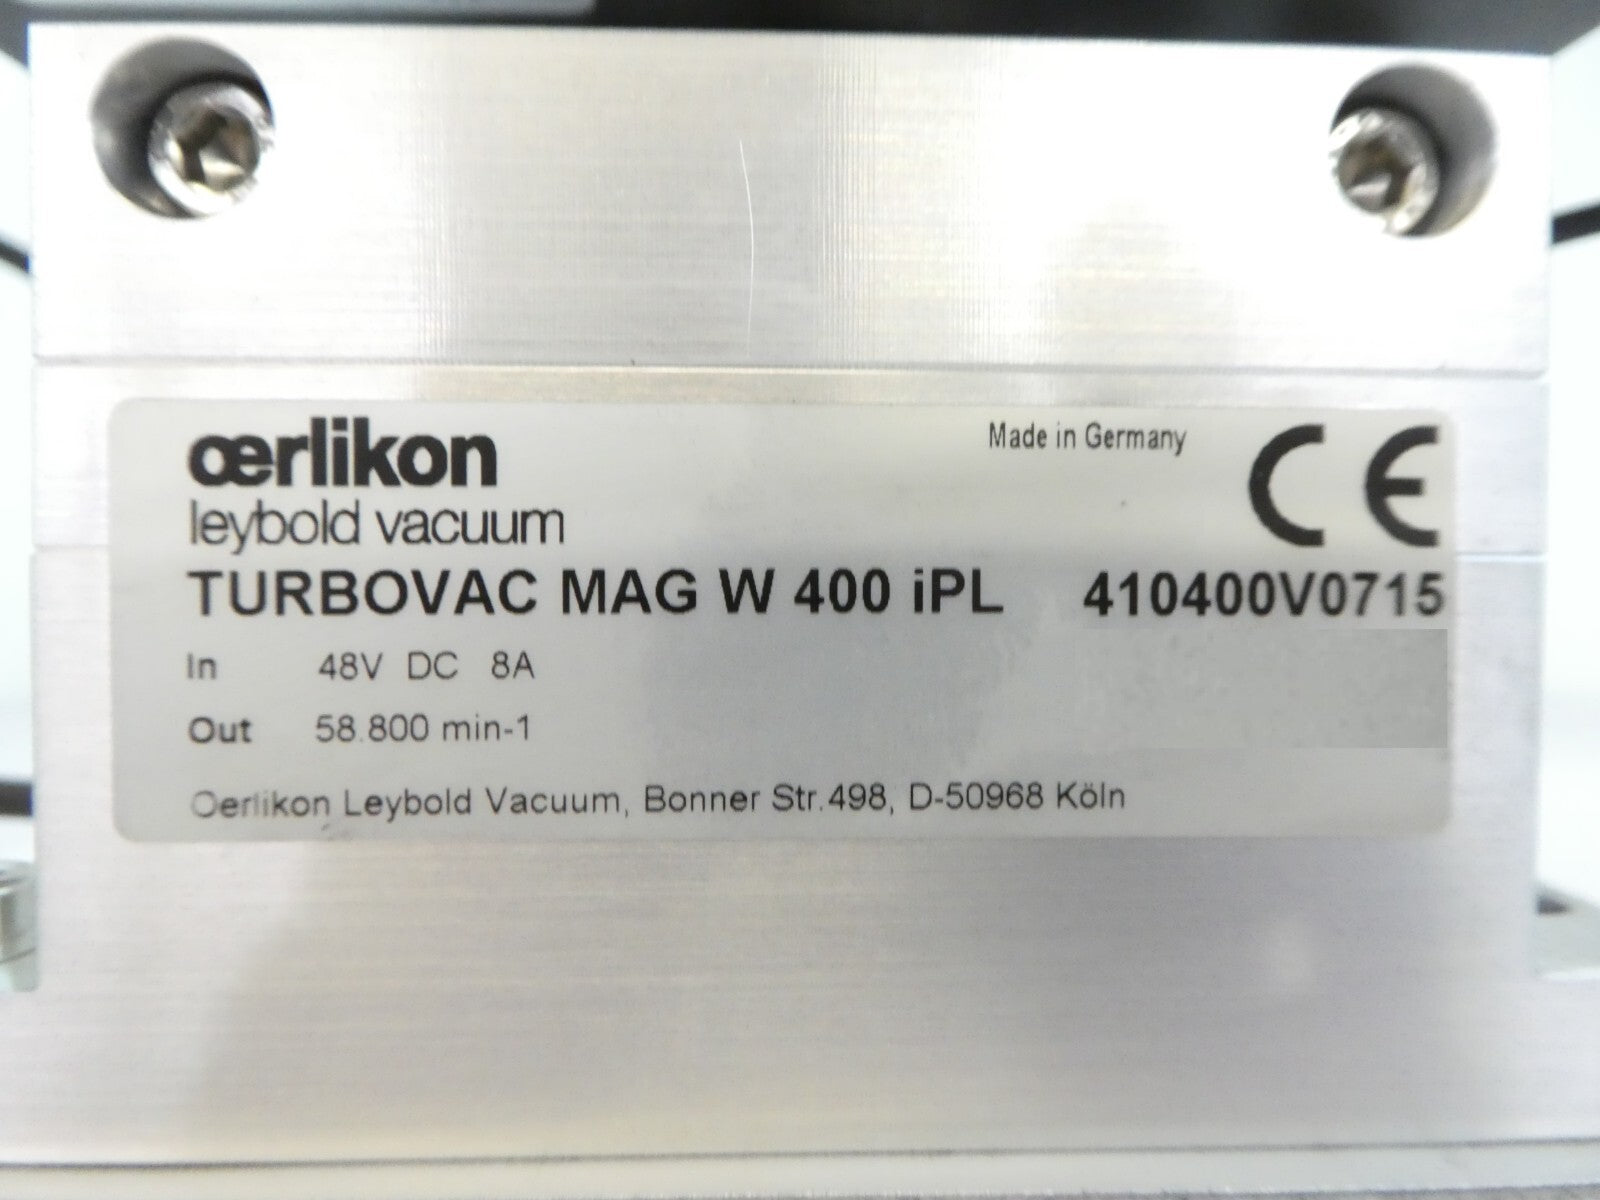 œrlikon
leybold vacuum
Made in Germany
CE
TURBOVAC MAG W 400 iPL 410400V0715
In 48V DC 8A
Out 58.800 min-1
Oerlikon Leybold Vacuum, Bonner Str.498, D-50968 Köln